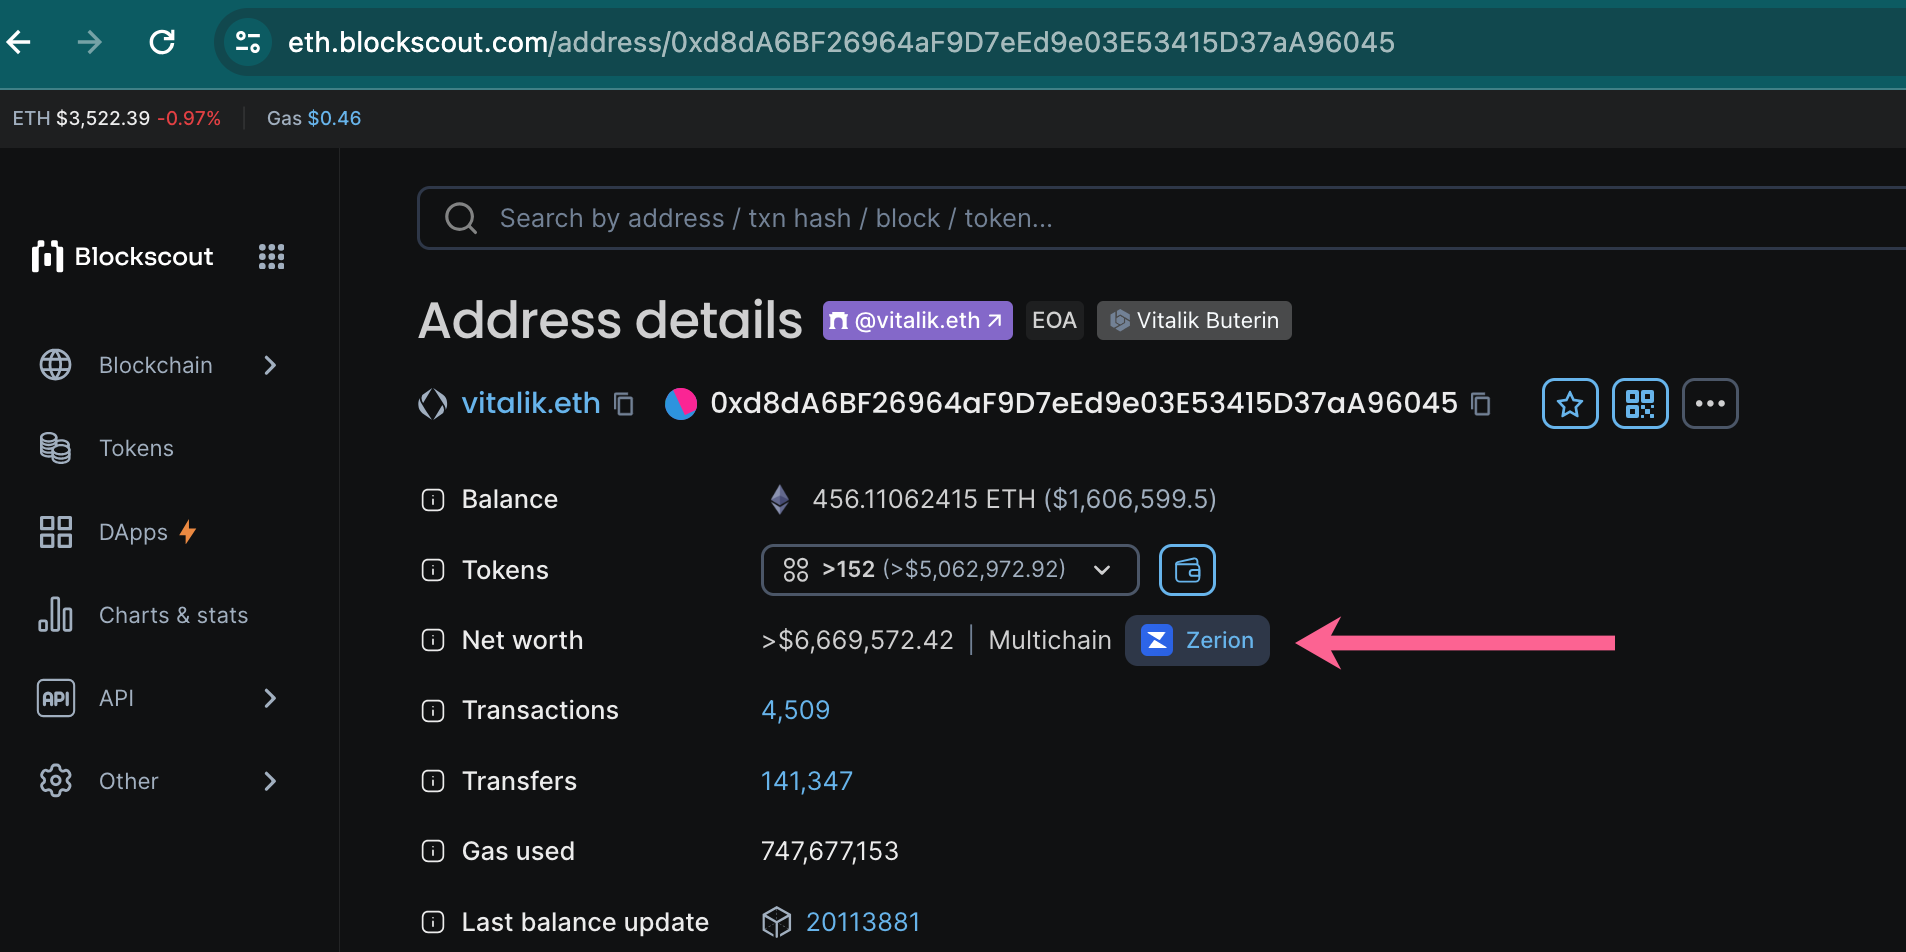 eth.blockscout.com/address/0xd8dA6BF26964aF9D7eEd9e03E53415D37aA96045
ETH $3,522.39 -0.97% Gas $0.46
Search by address / txn hash / block / token...
Blockscout
Address details @vitalik.eth EOA Vitalik Buterin
Blockchain
vitalik.eth 0xd8dA6BF26964aF9D7eEd9e03E53415D37aA96045
Tokens
Balance 456.11062415 ETH ($1,606,599.5)
DApps
Tokens >152 (>$5,062,972.92)
Charts & stats
Net worth >$6,669,572.42 | Multichain Zerion
API API
Transactions 4,509
Other
Transfers 141,347
Gas used 747,677,153
Last balance update 20113881